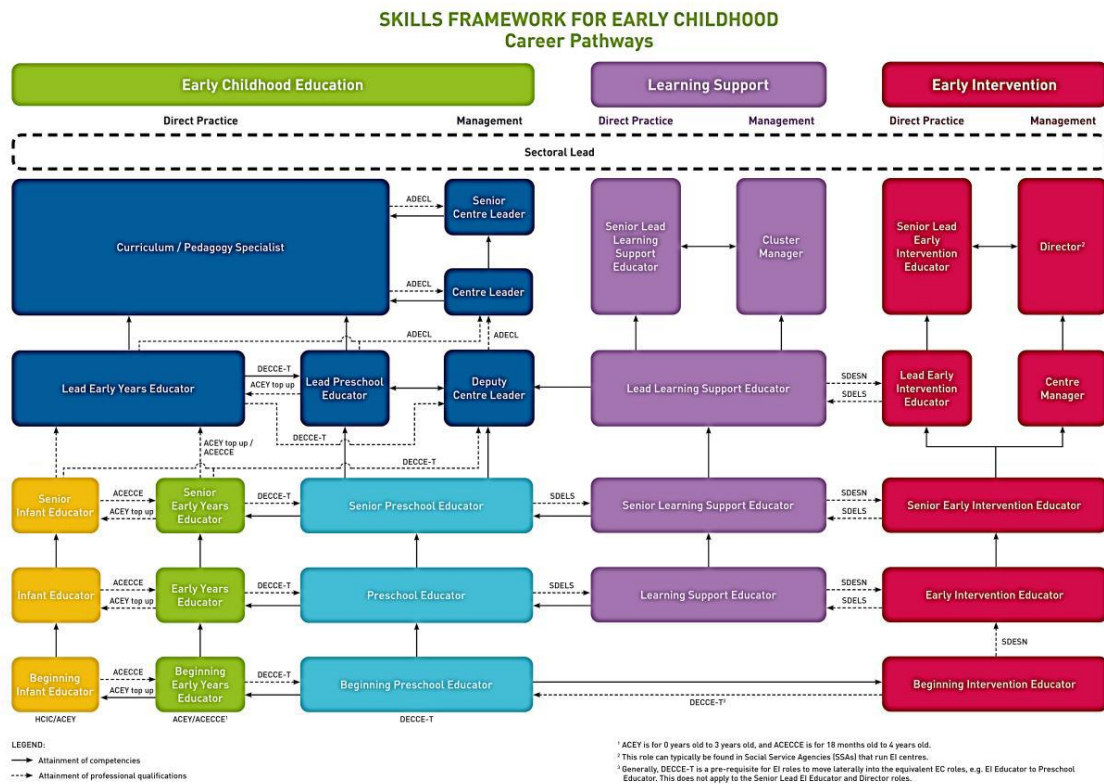 SKILLS FRAMEWORK FOR EARLY CHILDHOOD
Career Pathways
Early Childhood Education
Learning Support
Early Intervention
Direct Practice
Management
Direct Practice
Management
Direct Practice
Management
Sectoral Lead
Curriculum / Pedagogy Specialist
ADECL
Senior
Centre Leader
ADECL
Centre Leader
Senior Lead
Learning
Support
Educator
Cluster
Manager
Senior Lead
Early
Intervention
Educator
Director²
ADECL
ADECL
Lead Early Years Educator
DECCE-T
ACEY top up
Lead Preschool
Educator
Deputy
Centre Leader
Lead Learning Support Educator
SDESN
SDELS
Lead Early
Intervention
Educator
Centre
Manager
ACEY top up /
ACECCE
DECCE-T
DECCE-T
Senior
Infant Educator
ACECCE
ACEY top up
Senior
Early Years
Educator
DECCE-T
Senior Preschool Educator
SDELS
Senior Learning Support Educator
SDESN
SDELS
Senior Early Intervention Educator
Infant Educator
ACECCE
ACEY top up
Early Years
Educator
DECCE-T
Preschool Educator
SDELS
Learning Support Educator
SDESN
SDELS
Early Intervention Educator
SDESN
Beginning
Infant Educator
ACECCE
ACEY top up
Beginning
Early Years
Educator
DECCE-T
Beginning Preschool Educator
DECCE-T³
Beginning Intervention Educator
HCIC/ACEY
ACEY/ACECCE¹
DECCE-T
LEGEND:
Attainment of competencies
Attainment of professional qualifications
¹ ACEY is for 0 years old to 3 years old, and ACECCE is for 18 months old to 4 years old.
² This role can typically be found in Social Service Agencies (SSAs) that run EI centres.
³ Generally, DECCE-T is a pre-requisite for EI roles to move laterally into the equivalent EC roles, e.g. EI Educator to Preschool
Educator. This does not apply to the Senior Lead EI Educator and Director roles.